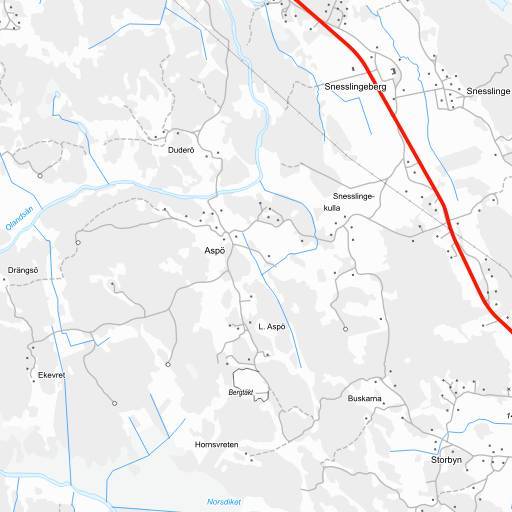 Snesslingeberg
Snesslinge
Duderö
Snesslinge-
kulla
Olandsån
Aspö
Drängsö
L. Aspö
Ekevret
Bergtäkt
Buskarna
Hornsvreten
Storbyn
Norsdiket